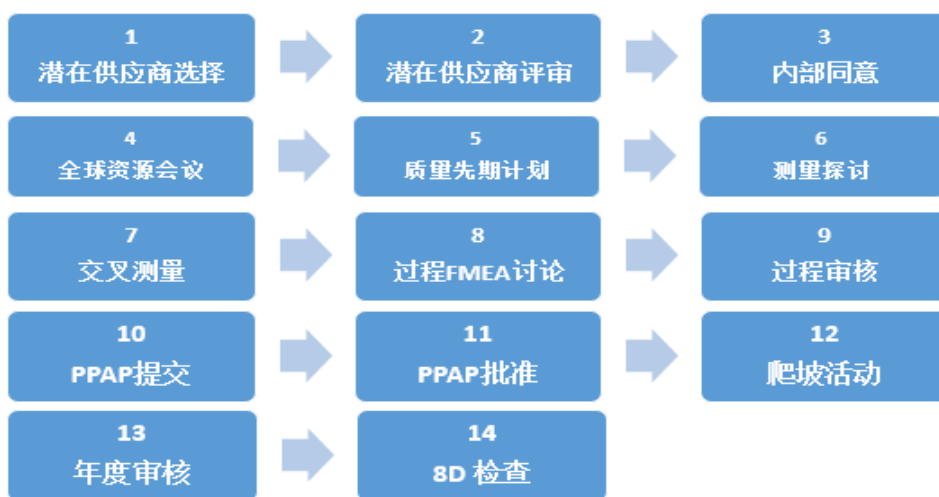 1
潜在供应商选择
2
潜在供应商评审
3
内部同意
4
全球资源会议
5
质量先期计划
6
测量探讨
7
交叉测量
8
过程FMEA讨论
9
过程审核
10
PPAP提交
11
PPAP批准
12
爬坡活动
13
年度审核
14
8D 检查